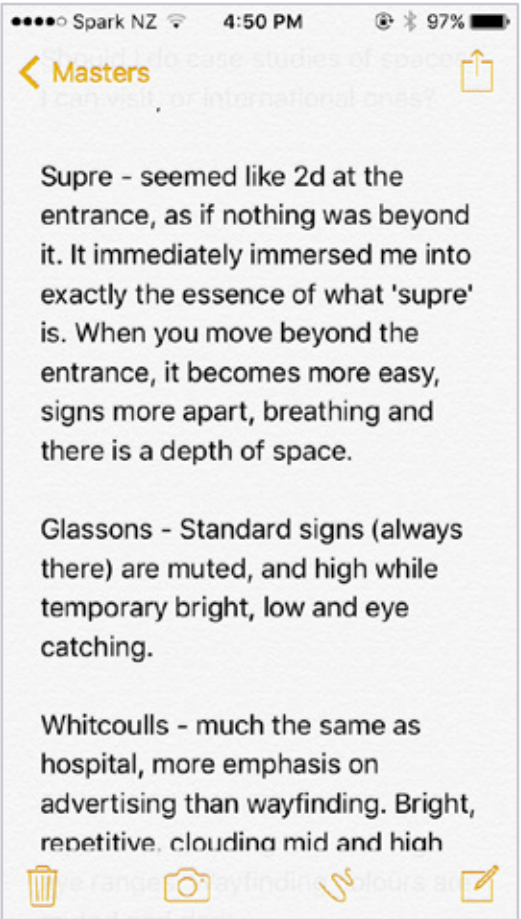 Spark NZ 4:50 PM 97%
Should I do case studies of spaces
Masters
I can visit, or international ones?
Supre - seemed like 2d at the
entrance, as if nothing was beyond
it. It immediately immersed me into
exactly the essence of what 'supre'
is. When you move beyond the
entrance, it becomes more easy,
signs more apart, breathing and
there is a depth of space.
Glassons - Standard signs (always
there) are muted, and high while
temporary bright, low and eye
catching.
Whitcoulls - much the same as
hospital, more emphasis on
advertising than wayfinding. Bright,
repetitive, clouding mid and high
eye ranges. Wayfinding colours are